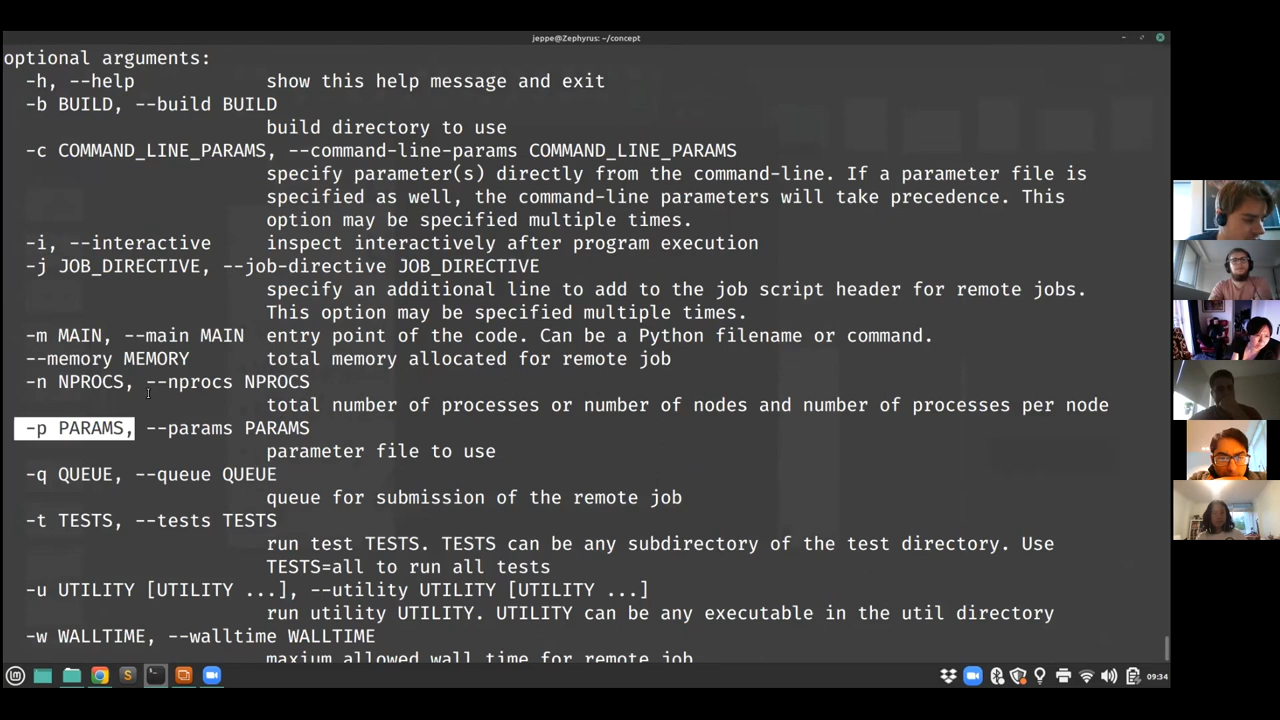 jeppe@Zephyrus: ~/concept
optional arguments:
-h, --help show this help message and exit
-b BUILD, --build BUILD
build directory to use
-c COMMAND_LINE_PARAMS, --command-line-params COMMAND_LINE_PARAMS
specify parameter(s) directly from the command-line. If a parameter file is
specified as well, the command-line parameters will take precedence. This
option may be specified multiple times.
-i, --interactive inspect interactively after program execution
-j JOB_DIRECTIVE, --job-directive JOB_DIRECTIVE
specify an additional line to add to the job script header for remote jobs.
This option may be specified multiple times.
-m MAIN, --main MAIN entry point of the code. Can be a Python filename or command.
--memory MEMORY total memory allocated for remote job
-n NPROCS, --nprocs NPROCS
total number of processes or number of nodes and number of processes per node
-p PARAMS, --params PARAMS
parameter file to use
-q QUEUE, --queue QUEUE
queue for submission of the remote job
-t TESTS, --tests TESTS
run test TESTS. TESTS can be any subdirectory of the test directory. Use
TESTS=all to run all tests
-u UTILITY [UTILITY ...], --utility UTILITY [UTILITY ...]
run utility UTILITY. UTILITY can be any executable in the util directory
-w WALLTIME, --walltime WALLTIME
maxium allowed wall time for remote job
09:34